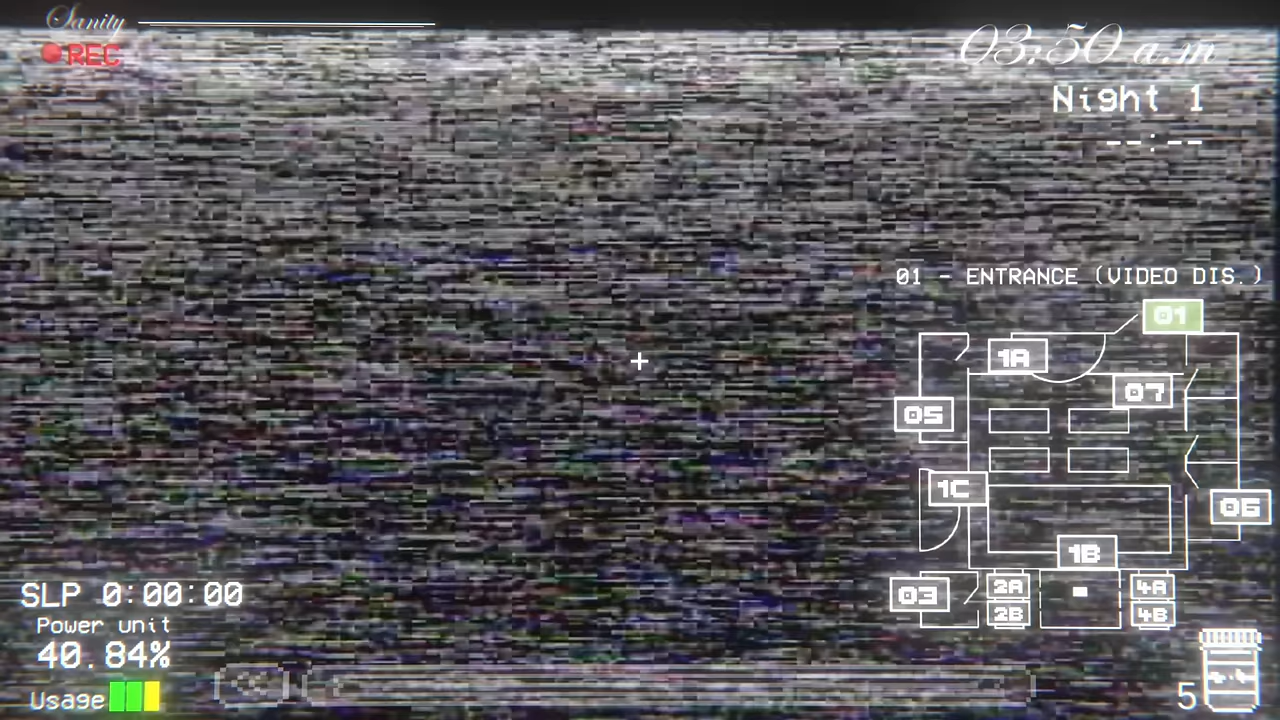 Sanity
REC
03:50 a.m
Night 1
--:--
01 - ENTRANCE (VIDEO DIS.)
01
1A
07
05
1C
06
1B
03
2A
4A
2B
4B
SLP 0:00:00
Power unit
40.84%
Usage
<<
5